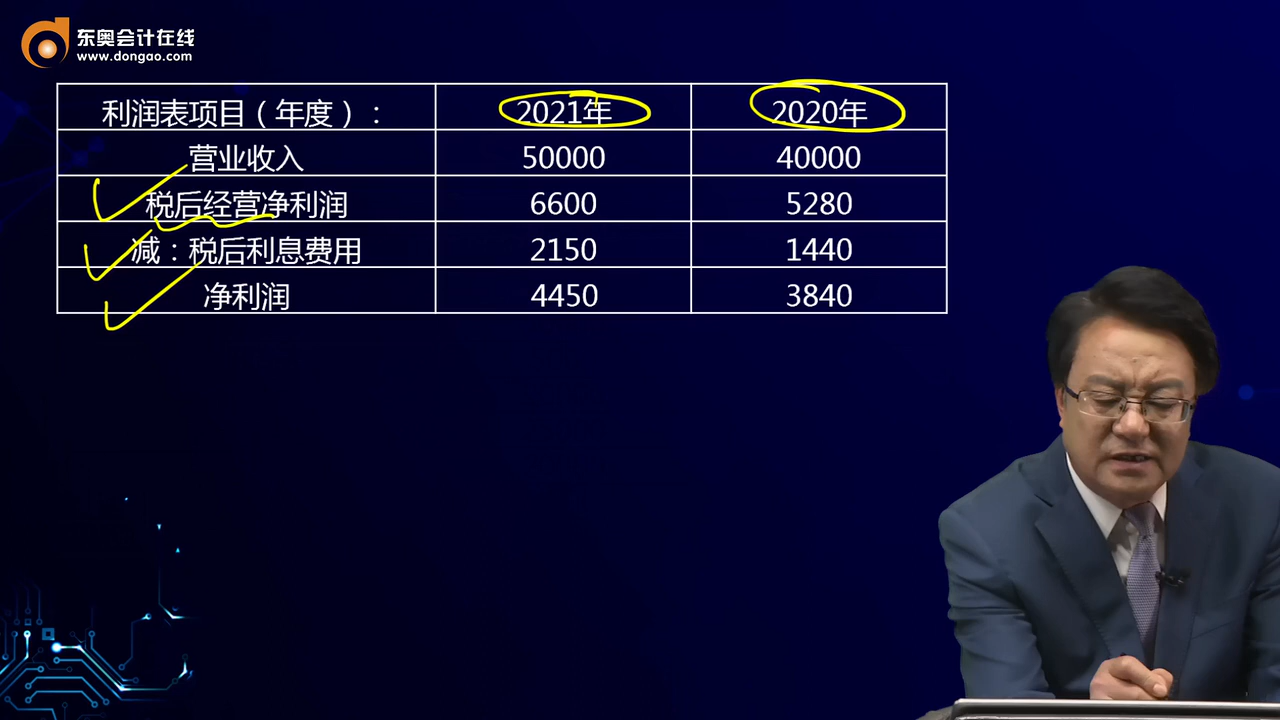 东奥会计在线
www.dongao.com
利润表项目（年度）： 2021年 2020年
营业收入 50000 40000
税后经营净利润 6600 5280
减：税后利息费用 2150 1440
净利润 4450 3840